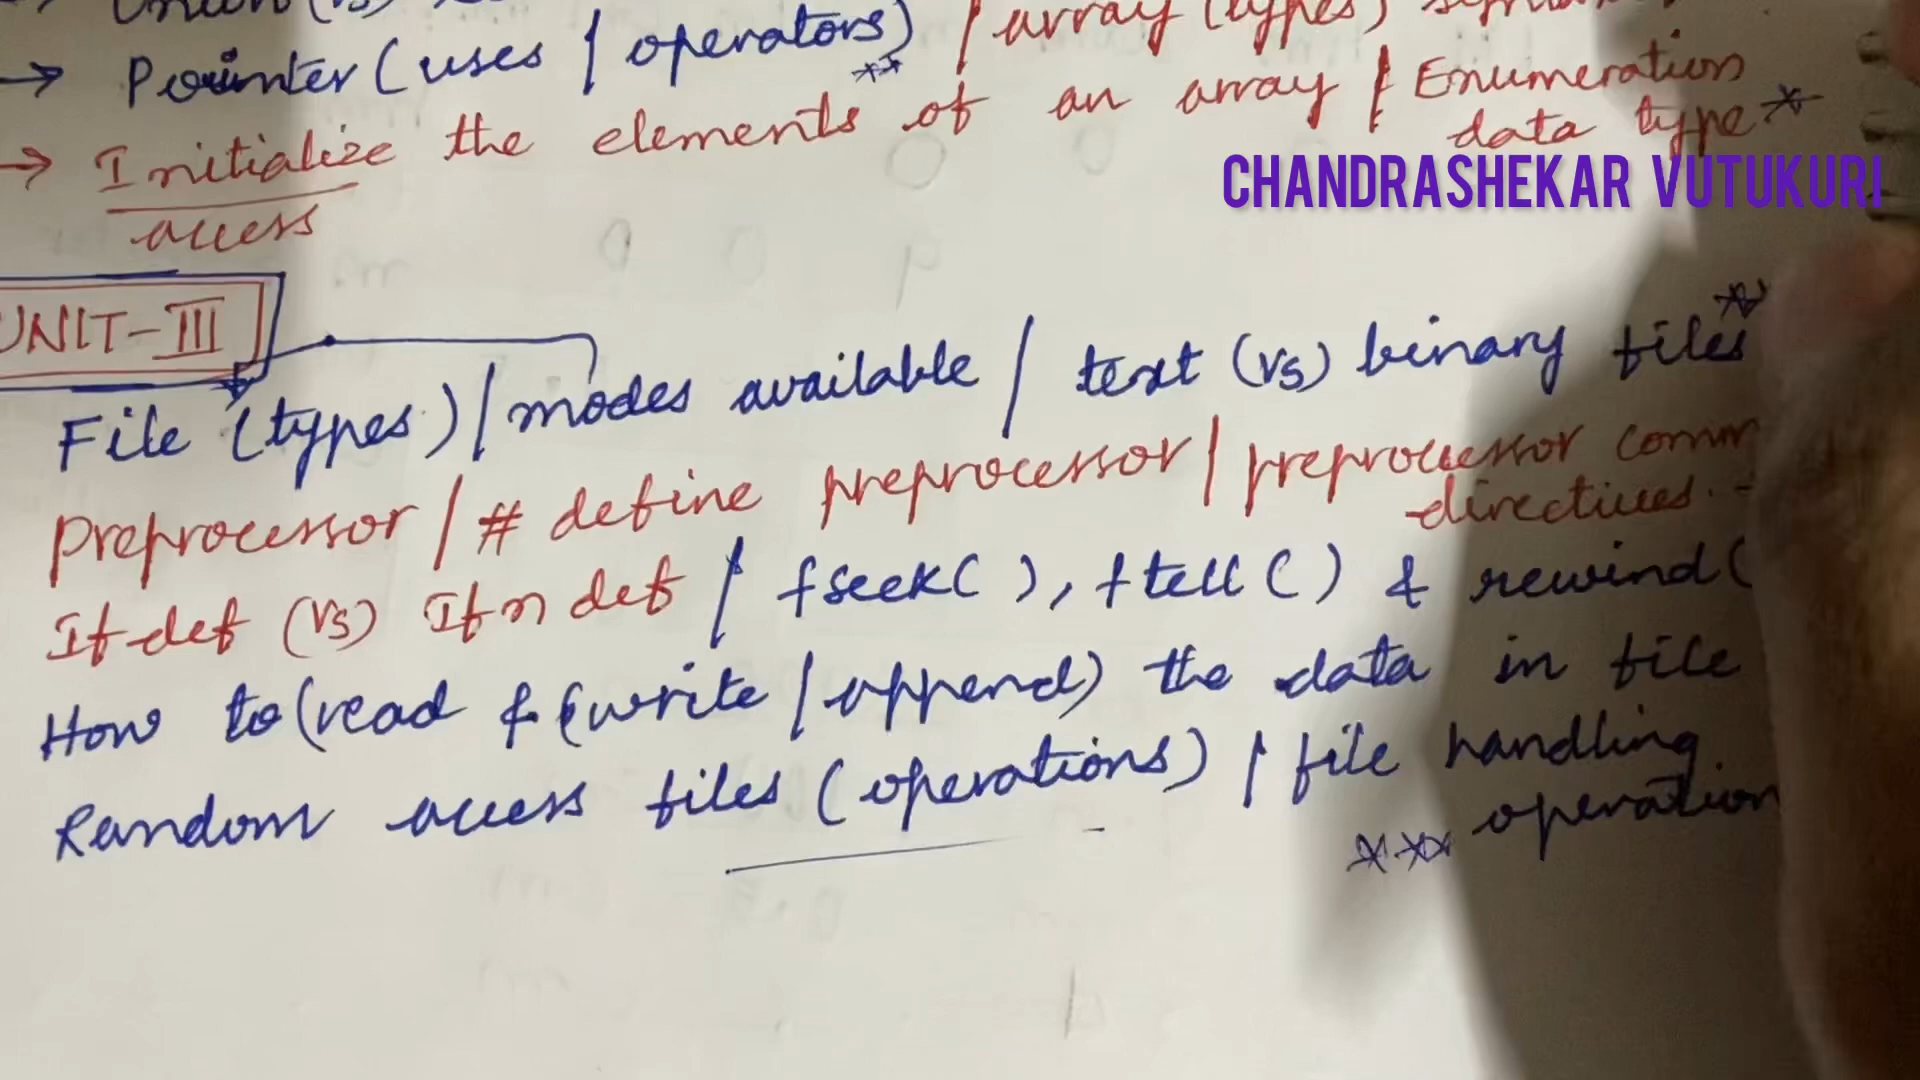 → Pointer (uses / operators) / array (types)
→ Initialize the elements of an array / Enumeration
data type *
access
CHANDRASHEKAR VUTUKURI
UNIT-III
File (types) / modes available / text (vs) binary files
Preprocessor / # define preprocessor / preprocessor comm
directives.
If def (vs) If n def / fseek( ), ftell ( ) & rewind (
How to (read & (write / append) the data in file
Random access files (operations) / file handling
*** operation